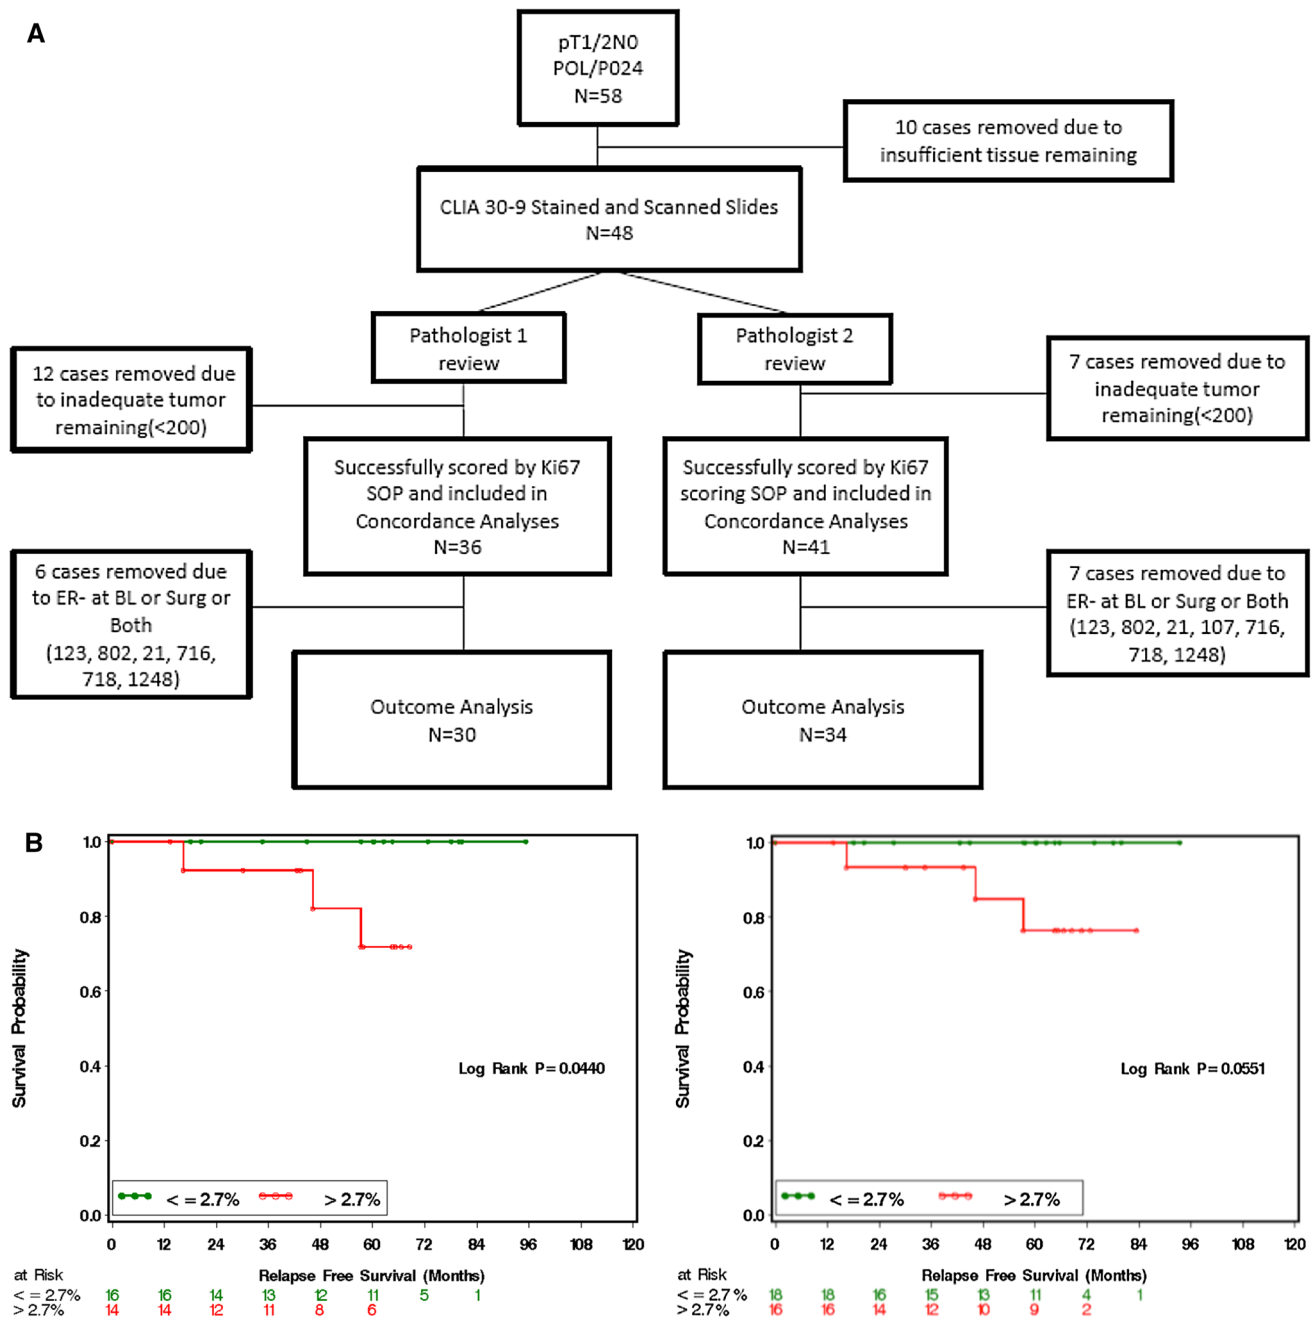 A
pT1/2N0
POL/P024
N=58
10 cases removed due to
insufficient tissue remaining
CLIA 30-9 Stained and Scanned Slides
N=48
Pathologist 1
review
Pathologist 2
review
12 cases removed due
to inadequate tumor
remaining(<200)
7 cases removed due to
inadequate tumor
remaining(<200)
Successfully scored by Ki67
SOP and included in
Concordance Analyses
N=36
Successfully scored by Ki67
scoring SOP and included in
Concordance Analyses
N=41
6 cases removed due
to ER- at BL or Surg or
Both
(123, 802, 21, 716,
718, 1248)
7 cases removed due to
ER- at BL or Surg or Both
(123, 802, 21, 107, 716,
718, 1248)
Outcome Analysis
N=30
Outcome Analysis
N=34
B
Survival Probability
1.0
0.8
0.6
0.4
0.2
0.0
Log Rank P=0.0440
<=2.7% >2.7%
0 12 24 36 48 60 72 84 96 108 120
at Risk Relapse Free Survival (Months)
<=2.7% 16 16 14 13 12 11 5 1
>2.7% 14 14 12 11 8 6
Survival Probability
1.0
0.8
0.6
0.4
0.2
0.0
Log Rank P=0.0551
<=2.7% >2.7%
0 12 24 36 48 60 72 84 96 108 120
at Risk Relapse Free Survival (Months)
<=2.7% 18 18 16 15 13 11 4 1
>2.7% 16 16 14 12 10 9 2